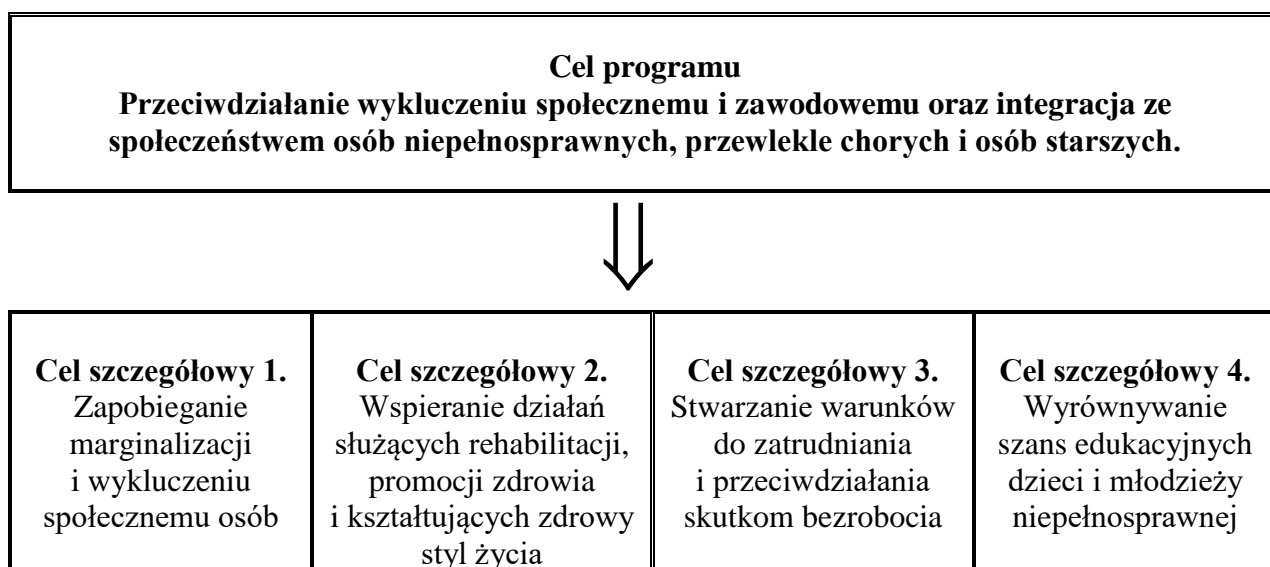 Cel programu
Przeciwdziałanie wykluczeniu społecznemu i zawodowemu oraz integracja ze
społeczeństwem osób niepełnosprawnych, przewlekle chorych i osób starszych.
Cel szczegółowy 1.
Zapobieganie
marginalizacji
i wykluczeniu
społecznemu osób
Cel szczegółowy 2.
Wspieranie działań
służących rehabilitacji,
promocji zdrowia
i kształtujących zdrowy
styl życia
Cel szczegółowy 3.
Stwarzanie warunków
do zatrudniania
i przeciwdziałania
skutkom bezrobocia
Cel szczegółowy 4.
Wyrównywanie
szans edukacyjnych
dzieci i młodzieży
niepełnosprawnej